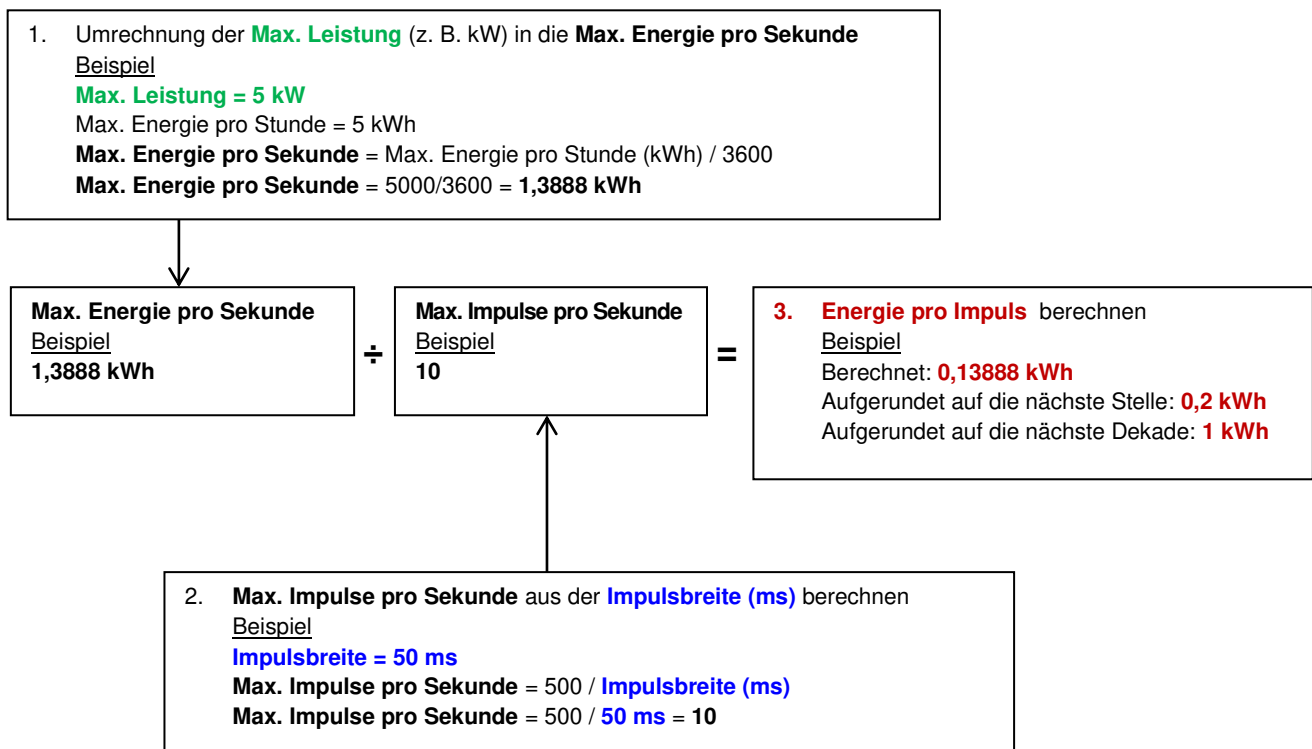 1. Umrechnung der Max. Leistung (z. B. kW) in die Max. Energie pro Sekunde
Beispiel
Max. Leistung = 5 kW
Max. Energie pro Stunde = 5 kWh
Max. Energie pro Sekunde = Max. Energie pro Stunde (kWh) / 3600
Max. Energie pro Sekunde = 5000/3600 = 1,3888 kWh
Max. Energie pro Sekunde
Beispiel
1,3888 kWh
÷
Max. Impulse pro Sekunde
Beispiel
10
=
3. Energie pro Impuls berechnen
Beispiel
Berechnet: 0,13888 kWh
Aufgerundet auf die nächste Stelle: 0,2 kWh
Aufgerundet auf die nächste Dekade: 1 kWh
2. Max. Impulse pro Sekunde aus der Impulsbreite (ms) berechnen
Beispiel
Impulsbreite = 50 ms
Max. Impulse pro Sekunde = 500 / Impulsbreite (ms)
Max. Impulse pro Sekunde = 500 / 50 ms = 10